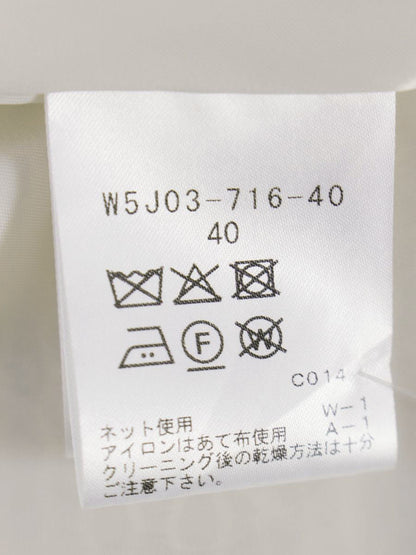 W5J03-716-40
40
F W
C014
W-1
ネット使用
A-1
アイロンはあて布使用
クリーニング後の乾燥方法は十分
ご注意下さい。